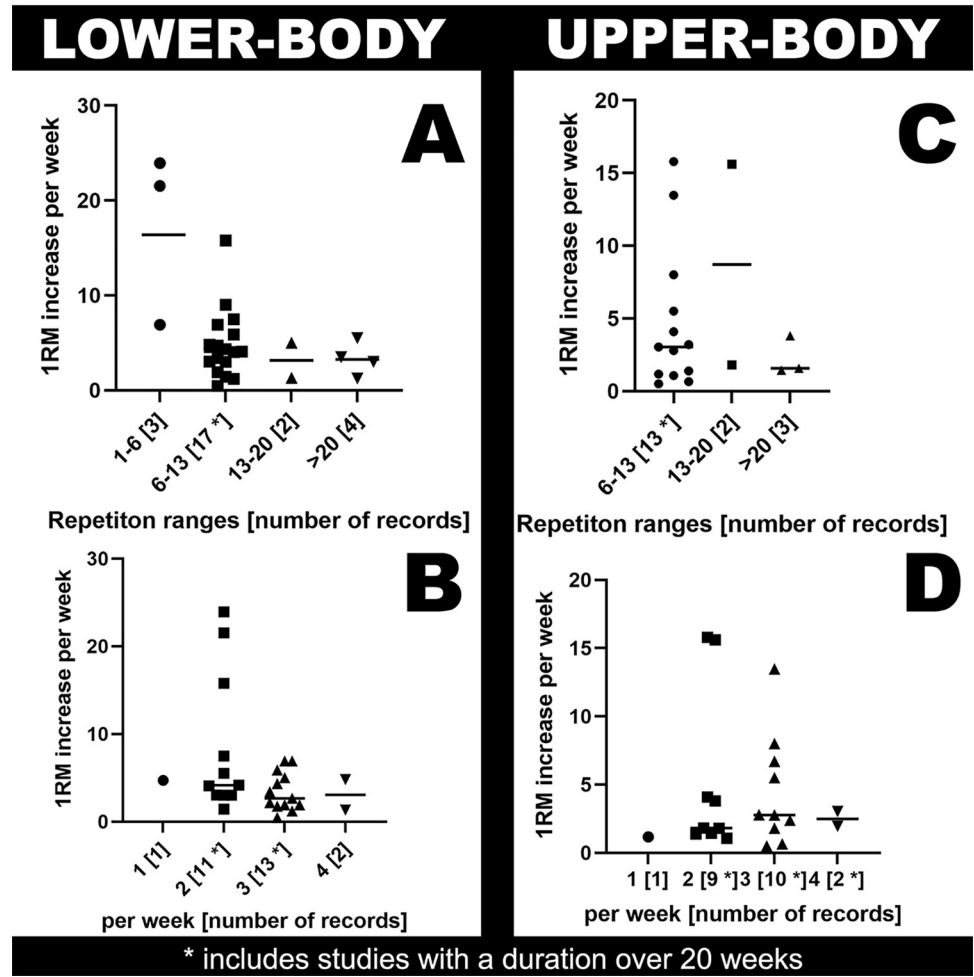 LOWER-BODY
UPPER-BODY
A
1RM increase per week
30
20
10
0
1-6 [3]
6-13 [17 *]
13-20 [2]
>20 [4]
Repetiton ranges [number of records]
C
1RM increase per week
20
15
10
5
0
6-13 [13 *]
13-20 [2]
>20 [3]
Repetiton ranges [number of records]
B
1RM increase per week
30
20
10
0
1 [1]
2 [11 *]
3 [13 *]
4 [2]
per week [number of records]
D
1RM increase per week
20
15
10
5
0
1 [1]
2 [9 *]
3 [10 *]
4 [2 *]
per week [number of records]
* includes studies with a duration over 20 weeks